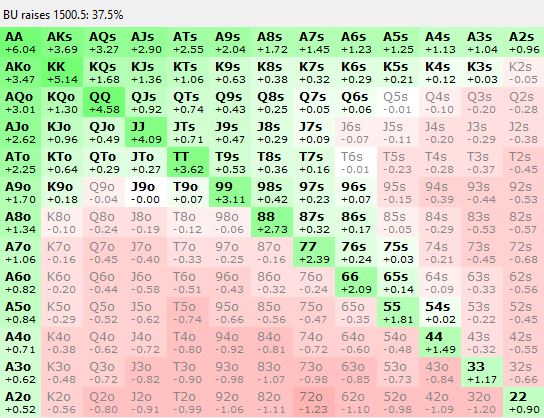 BU raises 1500.5: 37.5%
AA AKs AQs AJs ATs A9s A8s A7s A6s A5s A4s A3s A2s
+6.04 +3.69 +3.27 +2.90 +2.55 +2.04 +1.72 +1.45 +1.23 +1.25 +1.13 +1.04 +0.96
AKo KK KQs KJs KTs K9s K8s K7s K6s K5s K4s K3s K2s
+3.47 +5.14 +1.68 +1.36 +1.06 +0.63 +0.38 +0.32 +0.29 +0.21 +0.12 +0.03 -0.05
AQo KQo QQ QJs QTs Q9s Q8s Q7s Q6s Q5s Q4s Q3s Q2s
+3.01 +1.30 +4.58 +0.92 +0.74 +0.43 +0.25 +0.05 +0.06 -0.01 -0.10 -0.20 -0.28
AJo KJo QJo JJ JTs J9s J8s J7s J6s J5s J4s J3s J2s
+2.62 +0.96 +0.49 +4.09 +0.71 +0.47 +0.29 +0.09 -0.07 -0.11 -0.20 -0.29 -0.38
ATo KTo QTo JTo TT T9s T8s T7s T6s T5s T4s T3s T2s
+2.25 +0.64 +0.29 +0.27 +3.62 +0.53 +0.36 +0.16 -0.01 -0.23 -0.28 -0.37 -0.45
A9o K9o Q9o J9o T9o 99 98s 97s 96s 95s 94s 93s 92s
+1.70 +0.18 -0.04 -0.00 +0.07 +3.11 +0.42 +0.23 +0.07 -0.15 -0.39 -0.44 -0.53
A8o K8o Q8o J8o T8o 98o 88 87s 86s 85s 84s 83s 82s
+1.34 -0.10 -0.24 -0.19 -0.12 -0.06 +2.73 +0.32 +0.17 -0.05 -0.29 -0.53 -0.57
A7o K7o Q7o J7o T7o 97o 87o 77 76s 75s 74s 73s 72s
+1.06 -0.16 -0.45 -0.40 -0.33 -0.25 -0.16 +2.39 +0.24 +0.03 -0.21 -0.45 -0.68
A6o K6o Q6o J6o T6o 96o 86o 76o 66 65s 64s 63s 62s
+0.82 -0.20 -0.44 -0.58 -0.51 -0.43 -0.32 -0.24 +2.09 +0.14 -0.09 -0.33 -0.56
A5o K5o Q5o J5o T5o 95o 85o 75o 65o 55 54s 53s 52s
+0.84 -0.29 -0.51 -0.62 -0.74 -0.66 -0.56 -0.47 -0.35 +1.81 +0.02 -0.22 -0.45
A4o K4o Q4o J4o T4o 94o 84o 74o 64o 54o 44 43s 42s
+0.71 -0.38 -0.62 -0.72 -0.80 -0.92 -0.81 -0.72 -0.60 -0.48 +1.49 -0.32 -0.55
A3o K3o Q3o J3o T3o 93o 83o 73o 63o 53o 43o 33 32s
+0.62 -0.48 -0.72 -0.82 -0.90 -0.98 -1.07 -0.98 -0.85 -0.73 -0.84 +1.17 -0.66
A2o K2o Q2o J2o T2o 92o 82o 72o 62o 52o 42o 32o 22
+0.52 -0.56 -0.80 -0.91 -0.99 -1.06 -1.11 -1.23 -1.10 -0.98 -1.09 -1.20 +0.90